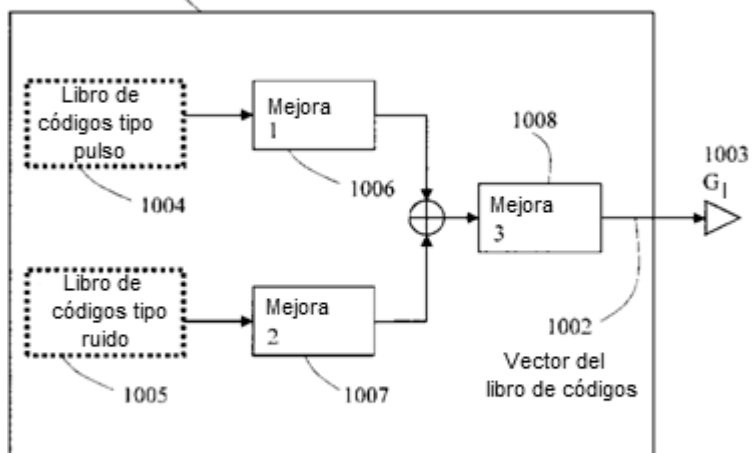 Libro de
códigos tipo
pulso
1004
Mejora
1
1006
1008
Mejora
3
1003
G1
Libro de
códigos tipo
ruido
1005
Mejora
2
1007
1002
Vector del
libro de códigos